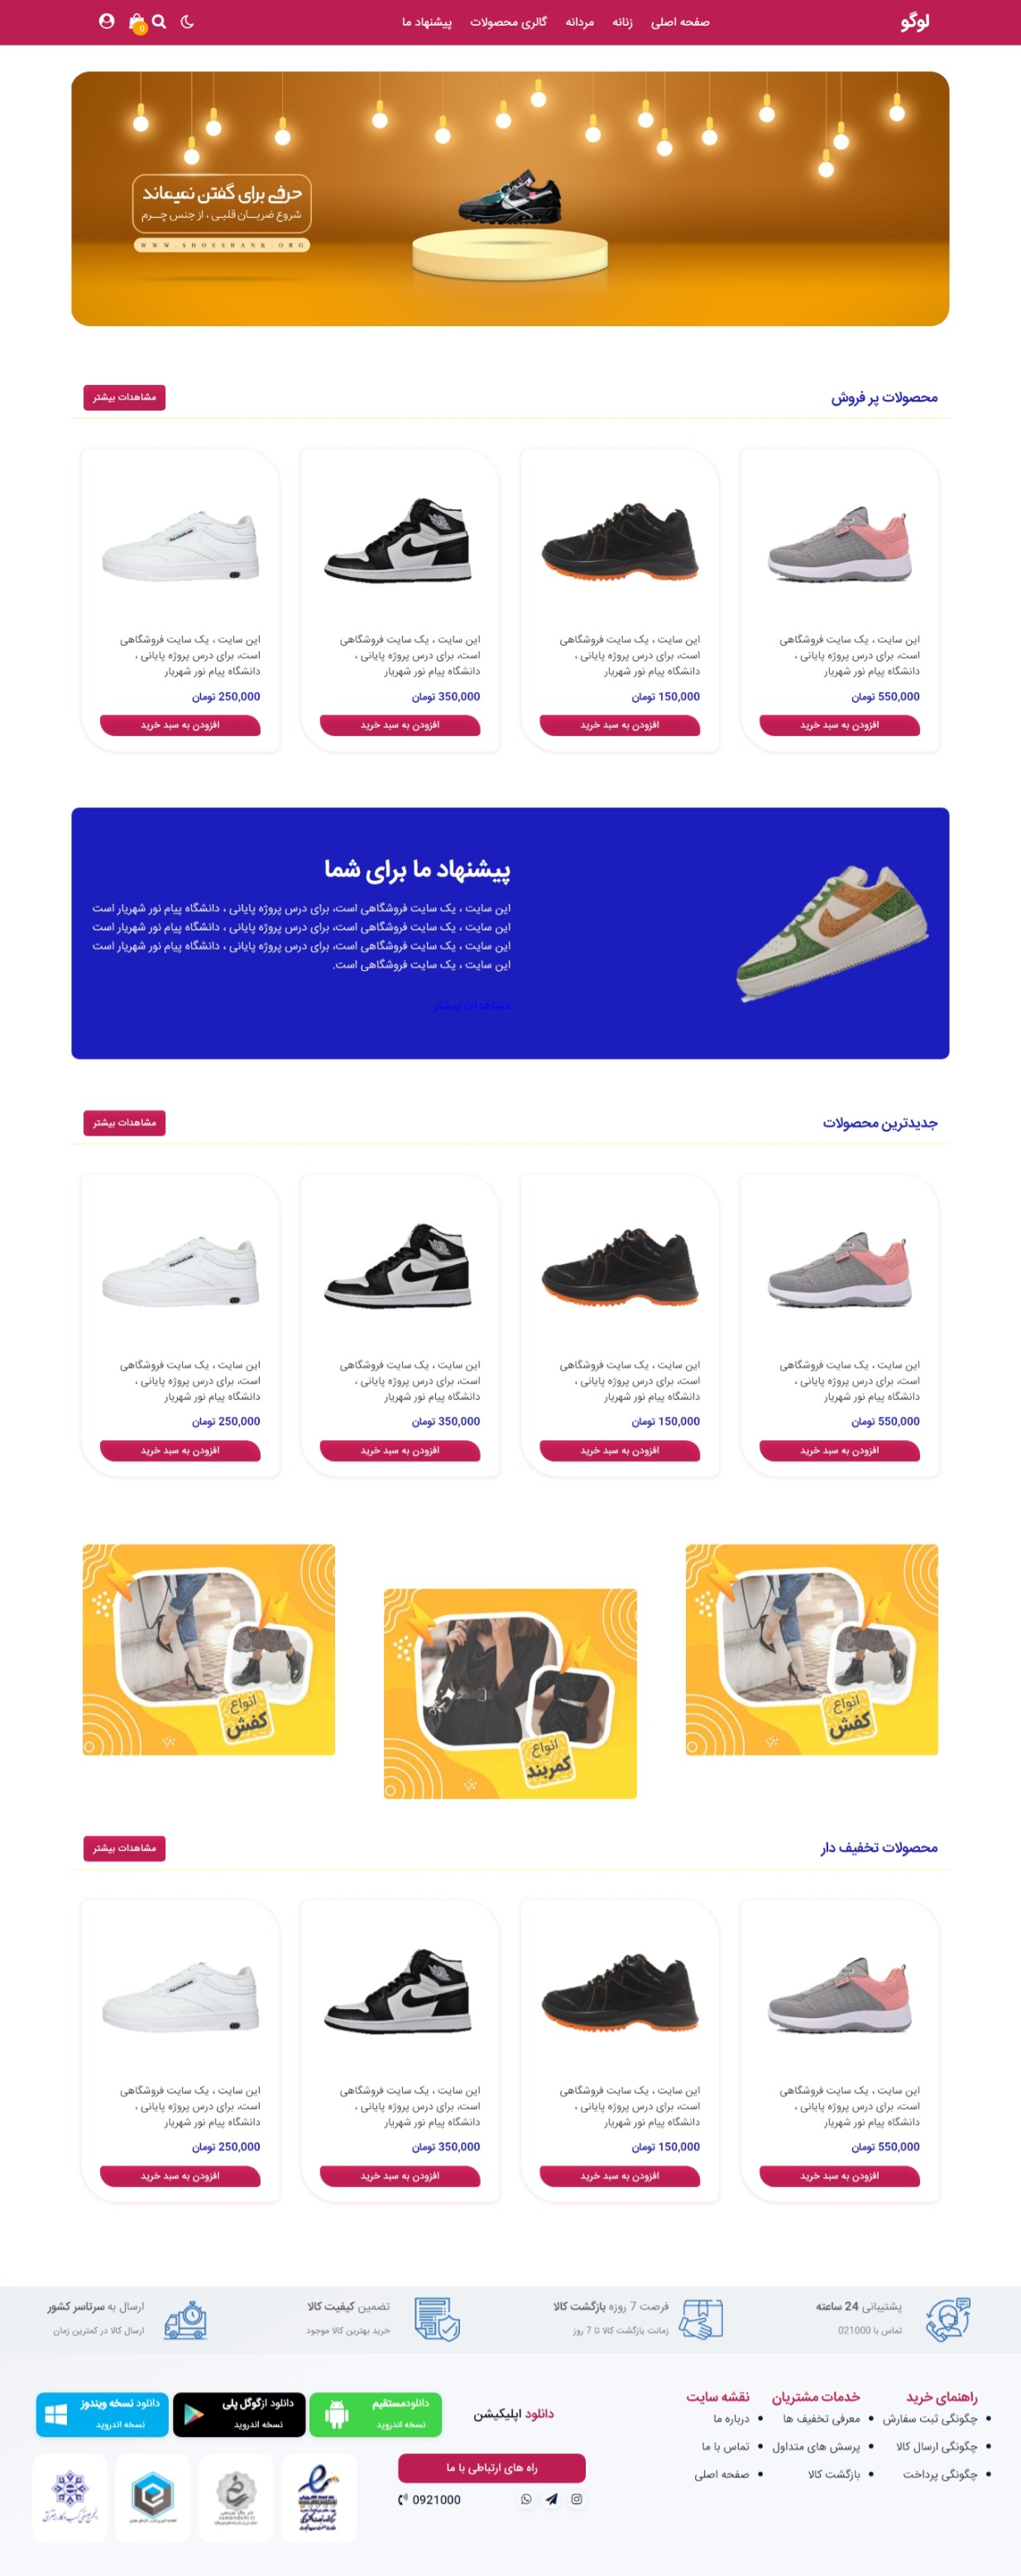 لوگو
صفحه اصلی
زنانه
مردانه
گالری محصولات
پیشنهاد ما
0
حرفی برای گفتن نمیماند
شروع ضربــان قلبـی ، از جنس چــرم
WWW.SHOESBANK.ORG
محصولات پر فروش
مشاهدات بیشتر
این سایت ، یک سایت فروشگاهی
است، برای درس پروژه پایانی ،
دانشگاه پیام نور شهریار
550,000 تومان
افزودن به سبد خرید
این سایت ، یک سایت فروشگاهی
است، برای درس پروژه پایانی ،
دانشگاه پیام نور شهریار
150,000 تومان
افزودن به سبد خرید
این سایت ، یک سایت فروشگاهی
است، برای درس پروژه پایانی ،
دانشگاه پیام نور شهریار
350,000 تومان
افزودن به سبد خرید
این سایت ، یک سایت فروشگاهی
است، برای درس پروژه پایانی ،
دانشگاه پیام نور شهریار
250,000 تومان
افزودن به سبد خرید
پیشنهاد ما برای شما
این سایت ، یک سایت فروشگاهی است، برای درس پروژه پایانی ، دانشگاه پیام نور شهریار است
این سایت ، یک سایت فروشگاهی است، برای درس پروژه پایانی ، دانشگاه پیام نور شهریار است
این سایت ، یک سایت فروشگاهی است، برای درس پروژه پایانی ، دانشگاه پیام نور شهریار است
این سایت ، یک سایت فروشگاهی است.
مشاهدات بیشتر
جدیدترین محصولات
مشاهدات بیشتر
این سایت ، یک سایت فروشگاهی
است، برای درس پروژه پایانی ،
دانشگاه پیام نور شهریار
550,000 تومان
افزودن به سبد خرید
این سایت ، یک سایت فروشگاهی
است، برای درس پروژه پایانی ،
دانشگاه پیام نور شهریار
150,000 تومان
افزودن به سبد خرید
این سایت ، یک سایت فروشگاهی
است، برای درس پروژه پایانی ،
دانشگاه پیام نور شهریار
350,000 تومان
افزودن به سبد خرید
این سایت ، یک سایت فروشگاهی
است، برای درس پروژه پایانی ،
دانشگاه پیام نور شهریار
250,000 تومان
افزودن به سبد خرید
انواع
کفش
انواع
کمربند
انواع
کفش
محصولات تخفیف دار
مشاهدات بیشتر
این سایت ، یک سایت فروشگاهی
است، برای درس پروژه پایانی ،
دانشگاه پیام نور شهریار
550,000 تومان
افزودن به سبد خرید
این سایت ، یک سایت فروشگاهی
است، برای درس پروژه پایانی ،
دانشگاه پیام نور شهریار
150,000 تومان
افزودن به سبد خرید
این سایت ، یک سایت فروشگاهی
است، برای درس پروژه پایانی ،
دانشگاه پیام نور شهریار
350,000 تومان
افزودن به سبد خرید
این سایت ، یک سایت فروشگاهی
است، برای درس پروژه پایانی ،
دانشگاه پیام نور شهریار
250,000 تومان
افزودن به سبد خرید
پشتیبانی 24 ساعته
تماس با 021000
فرصت 7 روزه بازگشت کالا
زمانت بازگشت کالا تا 7 روز
تضمین کیفیت کالا
خرید بهترین کالا موجود
ارسال به سرتاسر کشور
ارسال کالا در کمترین زمان
راهنمای خرید
چگونگی ثبت سفارش
چگونگی ارسال کالا
چگونگی پرداخت
خدمات مشتریان
معرفی تخفیف ها
پرسش های متداول
بازگشت کالا
نقشه سایت
درباره ما
تماس با ما
صفحه اصلی
دانلود اپلیکیشن
دانلودمستقیم
نسخه اندروید
دانلود ازگوگل پلی
نسخه اندروید
دانلود نسخه ویندوز
نسخه اندروید
راه های ارتباطی با ما
0921000